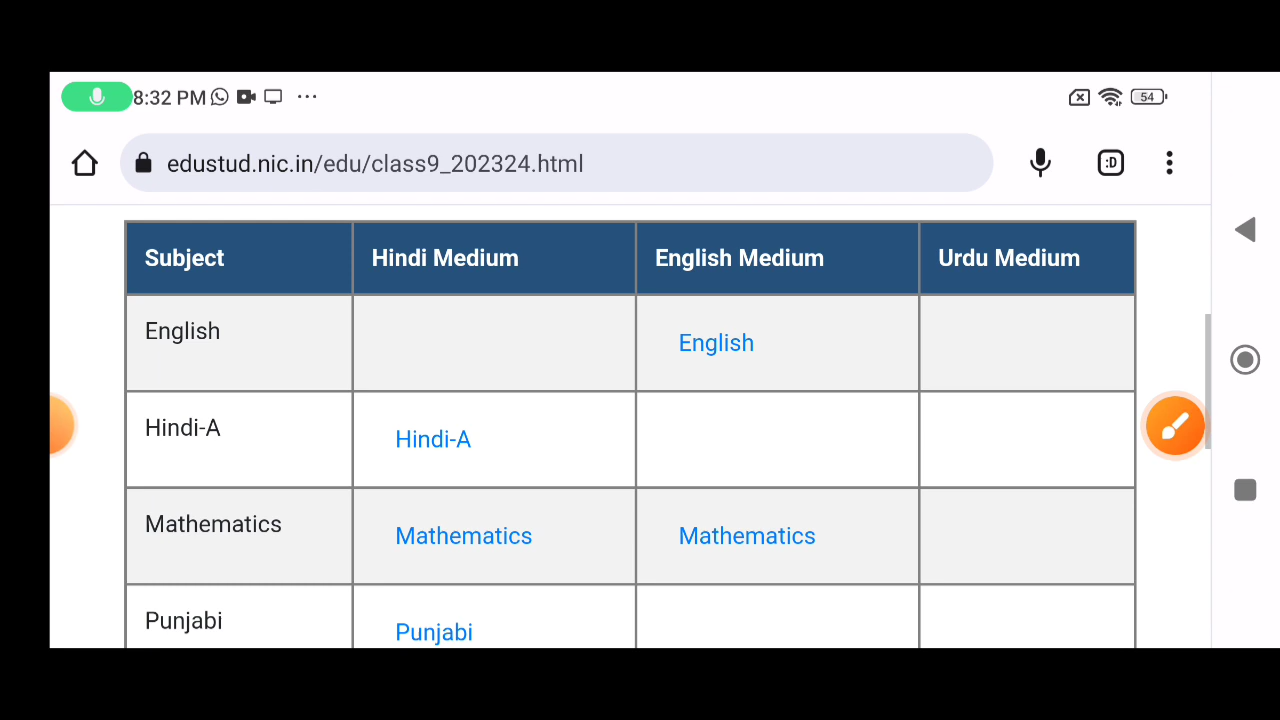 8:32 PM ...
54
edustud.nic.in/edu/class9_202324.html
:D
Subject Hindi Medium English Medium Urdu Medium
English English
Hindi-A Hindi-A
Mathematics Mathematics Mathematics
Punjabi Punjabi